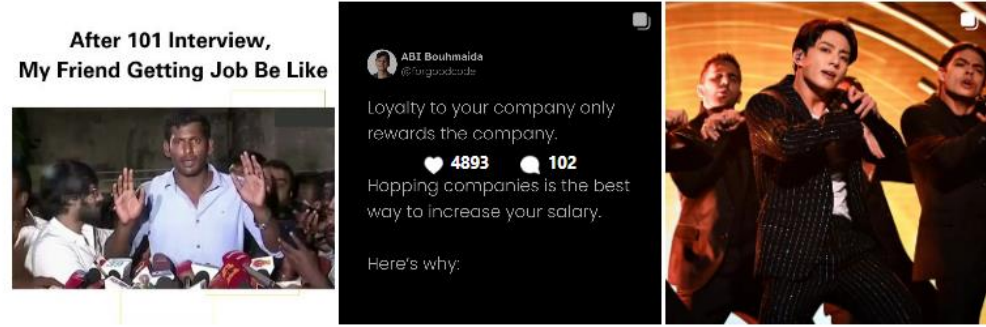 After 101 Interview,
My Friend Getting Job Be Like
ABI Bouhmaida
@forgoodcode
Loyalty to your company only
rewards the company.
4893 102
Hopping companies is the best
way to increase your salary.
Here's why: